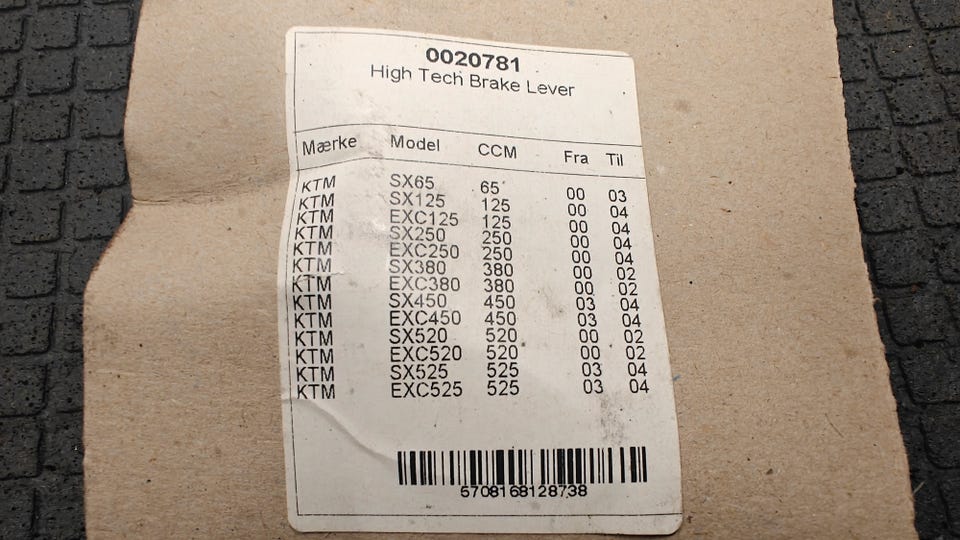 0020781
High Tech Brake Lever
Mærke Model CCM Fra Til
KTM SX65 65 00 03
KTM SX125 125 00 04
KTM EXC125 125 00 04
KTM SX250 250 00 04
KTM EXC250 250 00 04
KTM SX380 380 00 02
KTM EXC380 380 00 02
KTM SX450 450 03 04
KTM EXC450 450 03 04
KTM SX520 520 00 02
KTM EXC520 520 00 02
KTM SX525 525 03 04
KTM EXC525 525 03 04
5708168128738